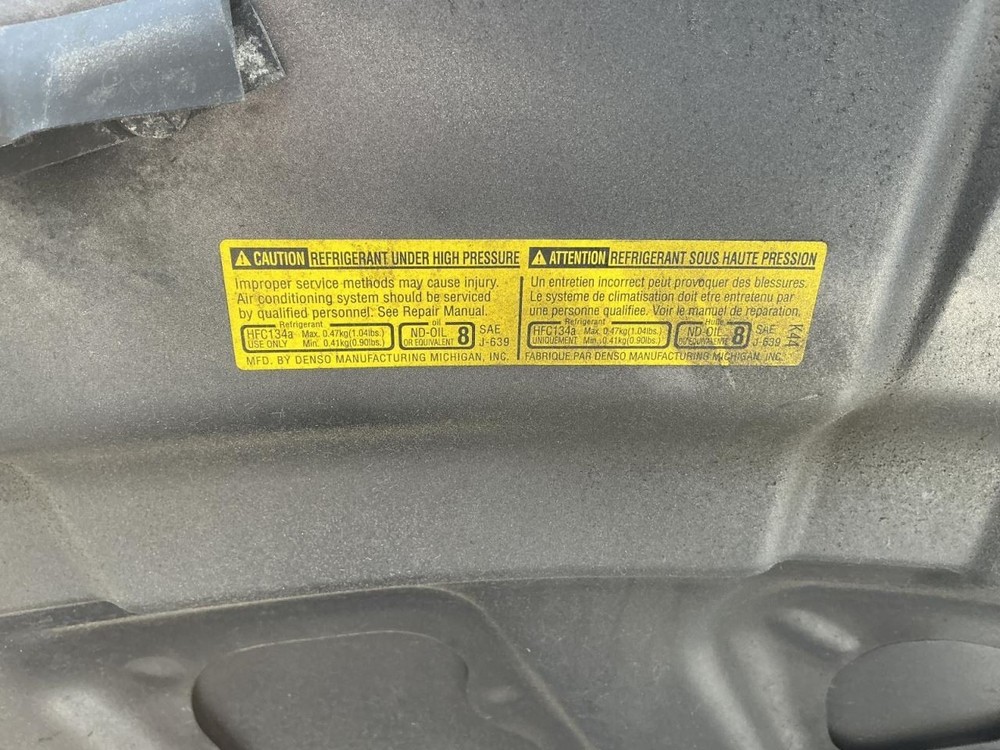 CAUTION REFRIGERANT UNDER HIGH PRESSURE
Improper service methods may cause injury.
Air conditioning system should be serviced
by qualified personnel. See Repair Manual.
Refrigerant
HFC134a Max. 0.47kg(1.04lbs.)
USE ONLY Min. 0.41kg(0.90lbs.)
oil
ND-OIL 8
OR EQUIVALENT
SAE
J-639
MFD. BY DENSO MANUFACTURING MICHIGAN, INC.
ATTENTION REFRIGERANT SOUS HAUTE PRESSION
Un entretien incorrect peut provoquer des blessures.
Le systeme de climatisation doit etre entretenu par
une personne qualifiee. Voir le manuel de reparation.
Refrigerant
HFC134a Max. 0.47kg(1.04lbs.)
UNIQUEMENT Min. 0.41kg(0.90lbs.)
Huile
ND-OIL 8
SAE
J-639
K44
FABRIQUE PAR DENSO MANUFACTURING MICHIGAN, INC.